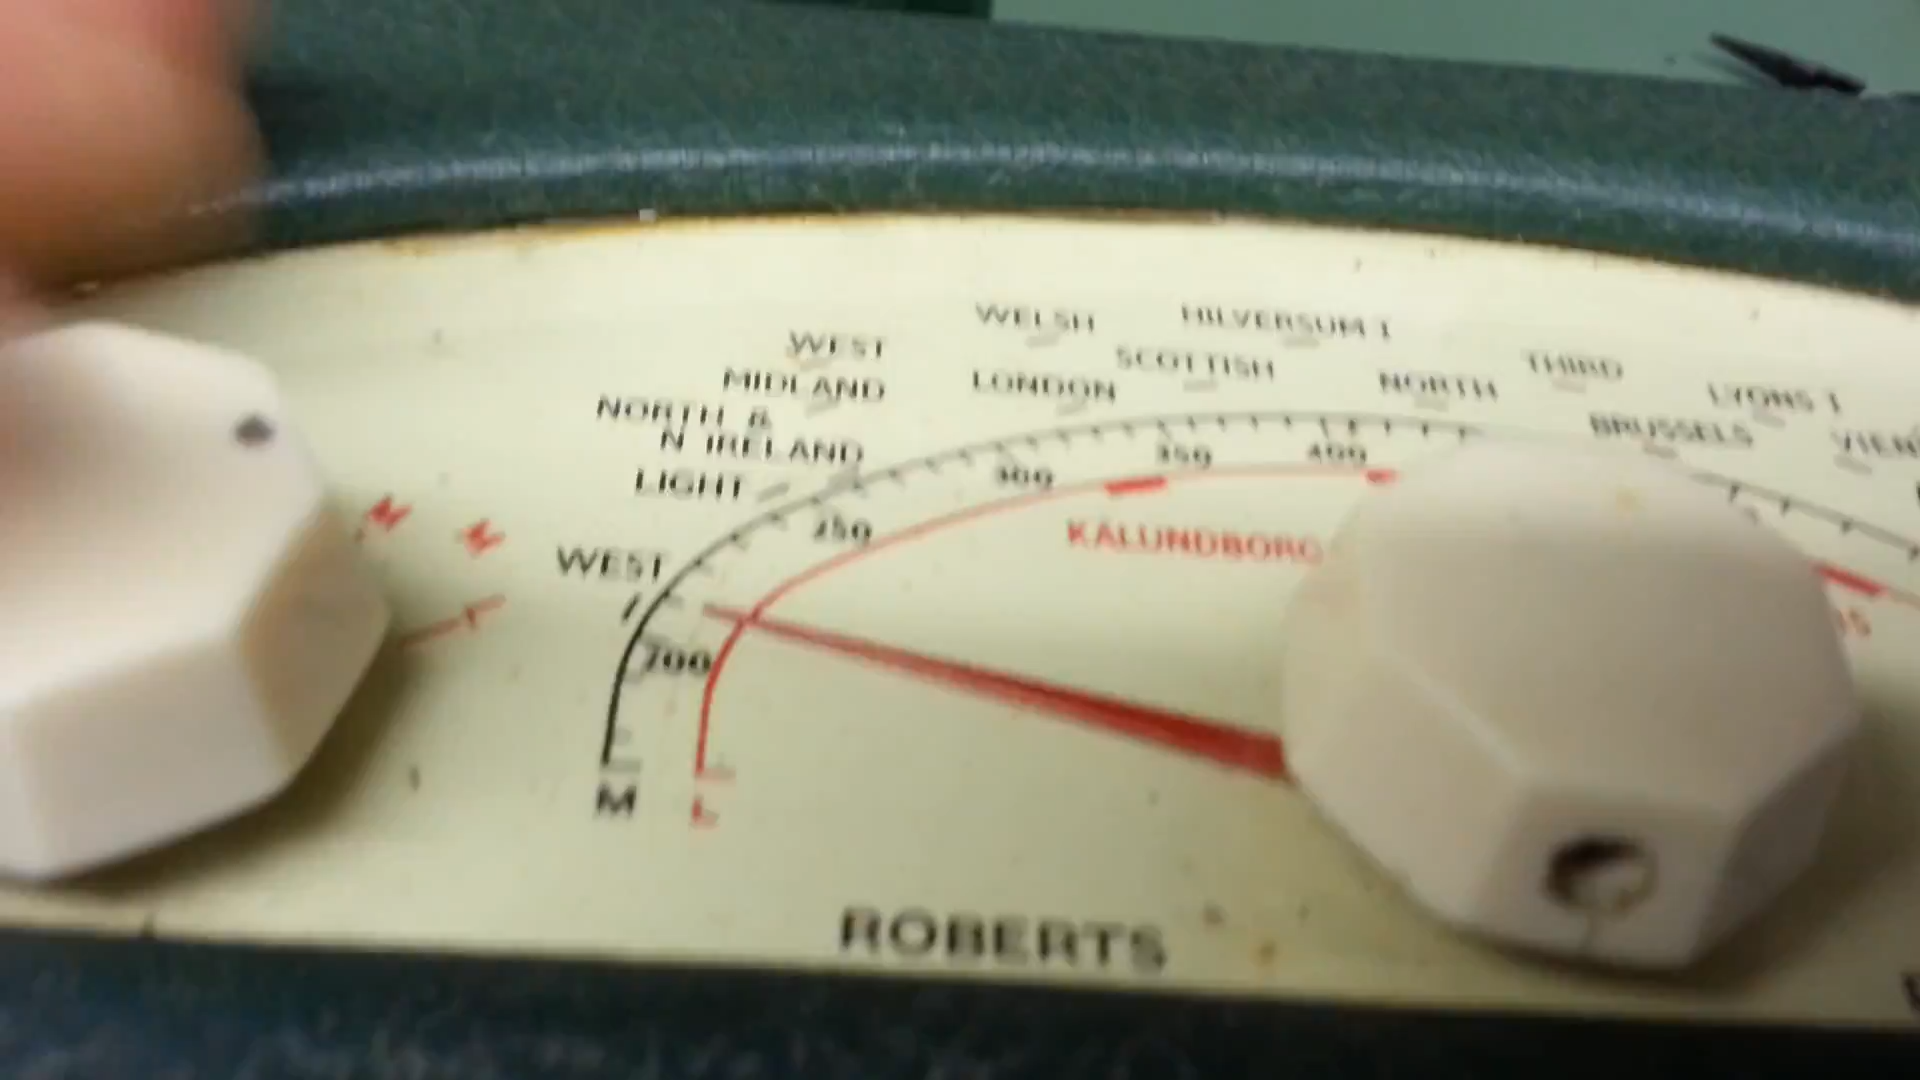 WELSH
HILVERSUM I
WEST
SCOTTISH
THIRD
MIDLAND
LONDON
NORTH
LYONS I
NORTH &
N IRELAND
BRUSSELS
LIGHT
300
350
400
250
WEST
KALUNDBORG
200
M
L
ROBERTS